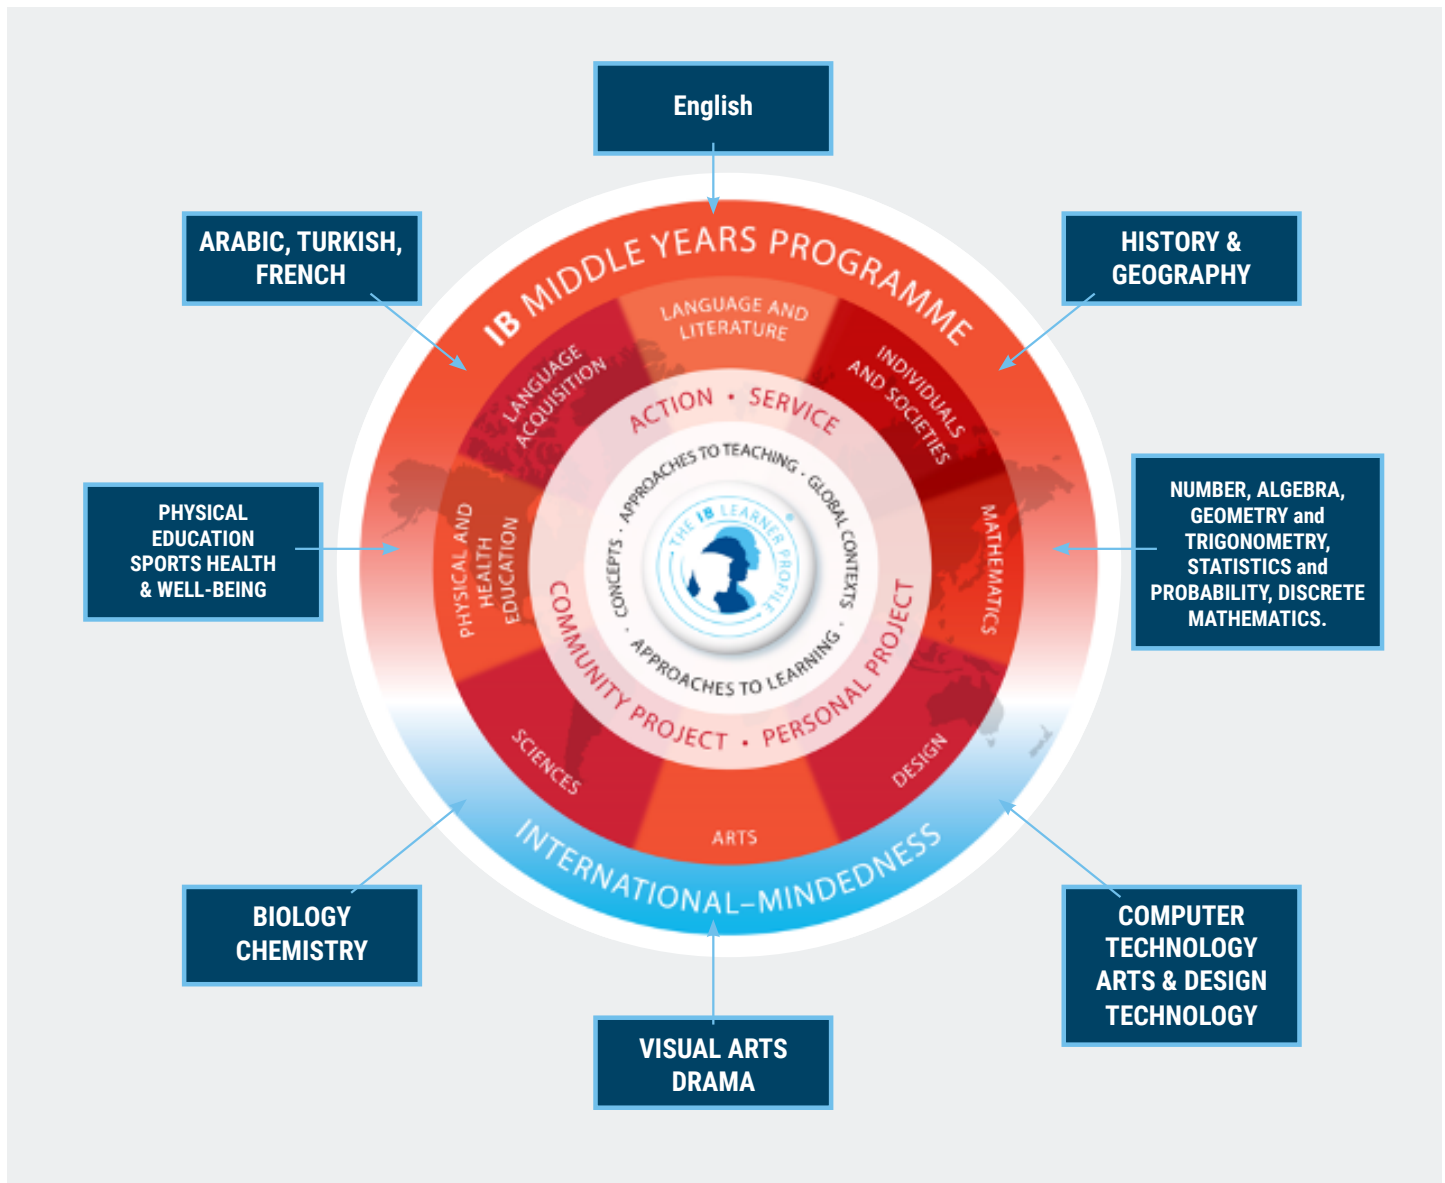 English
ARABIC, TURKISH,
FRENCH
HISTORY &
GEOGRAPHY
PHYSICAL
EDUCATION
SPORTS HEALTH
& WELL-BEING
NUMBER, ALGEBRA,
GEOMETRY and
TRIGONOMETRY,
STATISTICS and
PROBABILITY, DISCRETE
MATHEMATICS.
IB MIDDLE YEARS PROGRAMME
LANGUAGE AND
LITERATURE
LANGUAGE
ACQUISITION
INDIVIDUALS
AND SOCIETIES
PHYSICAL AND
HEALTH
EDUCATION
MATHEMATICS
SCIENCES
ARTS
DESIGN
ACTION • SERVICE
COMMUNITY PROJECT • PERSONAL PROJECT
APPROACHES TO TEACHING · GLOBAL CONTEXTS ·
APPROACHES TO LEARNING · CONCEPTS ·
• THE IB LEARNER PROFILE • ®
INTERNATIONAL–MINDEDNESS
BIOLOGY
CHEMISTRY
VISUAL ARTS
DRAMA
COMPUTER
TECHNOLOGY
ARTS & DESIGN
TECHNOLOGY